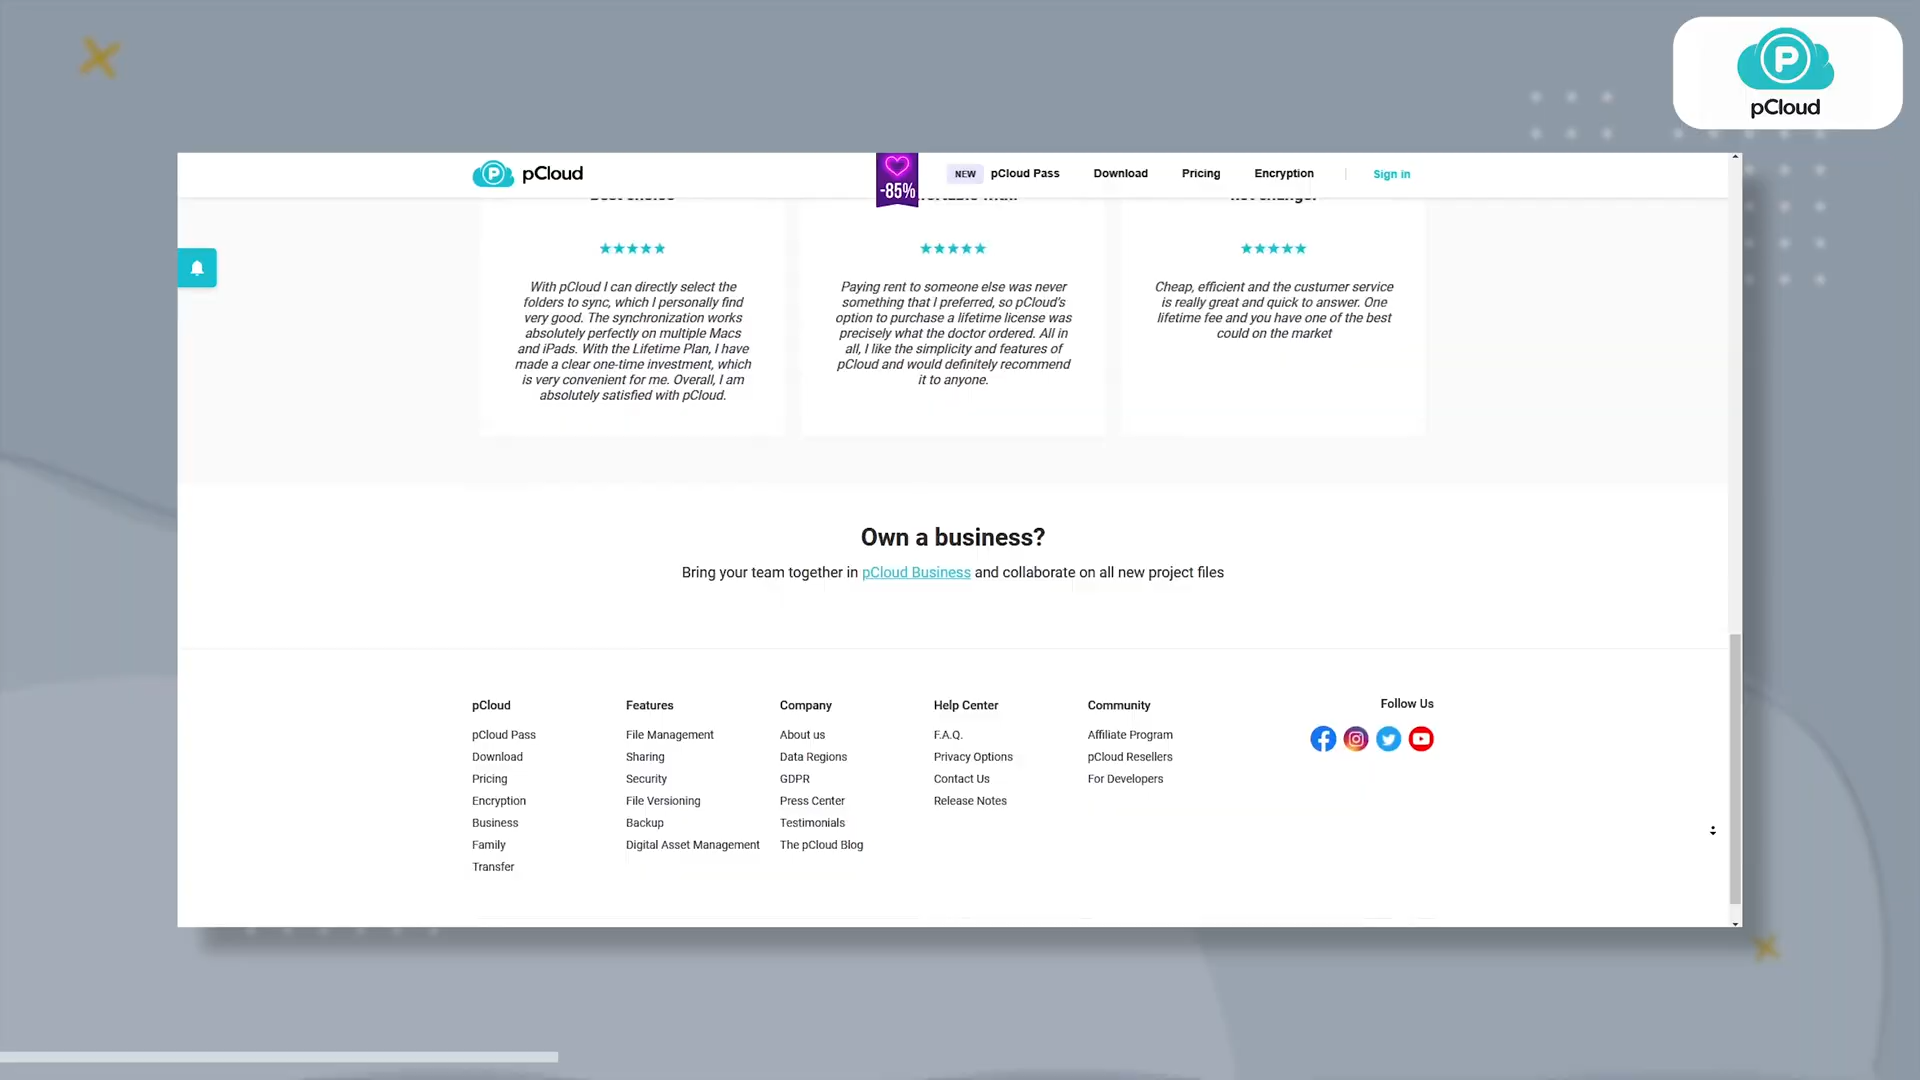 pCloud
pCloud
-85%
NEW pCloud Pass Download Pricing Encryption Sign in
★★★★★ ★★★★★ ★★★★★
With pCloud I can directly select the
folders to sync, which I personally find
very good. The synchronization works
absolutely perfectly on multiple Macs
and iPads. With the Lifetime Plan, I have
made a clear one-time investment, which
is very convenient for me. Overall, I am
absolutely satisfied with pCloud.
Paying rent to someone else was never
something that I preferred, so pCloud's
option to purchase a lifetime license was
precisely what the doctor ordered. All in
all, I like the simplicity and features of
pCloud and would definitely recommend
it to anyone.
Cheap, efficient and the custumer service
is really great and quick to answer. One
lifetime fee and you have one of the best
could on the market
Own a business?
Bring your team together in pCloud Business and collaborate on all new project files
pCloud
pCloud Pass
Download
Pricing
Encryption
Business
Family
Transfer
Features
File Management
Sharing
Security
File Versioning
Backup
Digital Asset Management
Company
About us
Data Regions
GDPR
Press Center
Testimonials
The pCloud Blog
Help Center
F.A.Q.
Privacy Options
Contact Us
Release Notes
Community
Affiliate Program
pCloud Resellers
For Developers
Follow Us